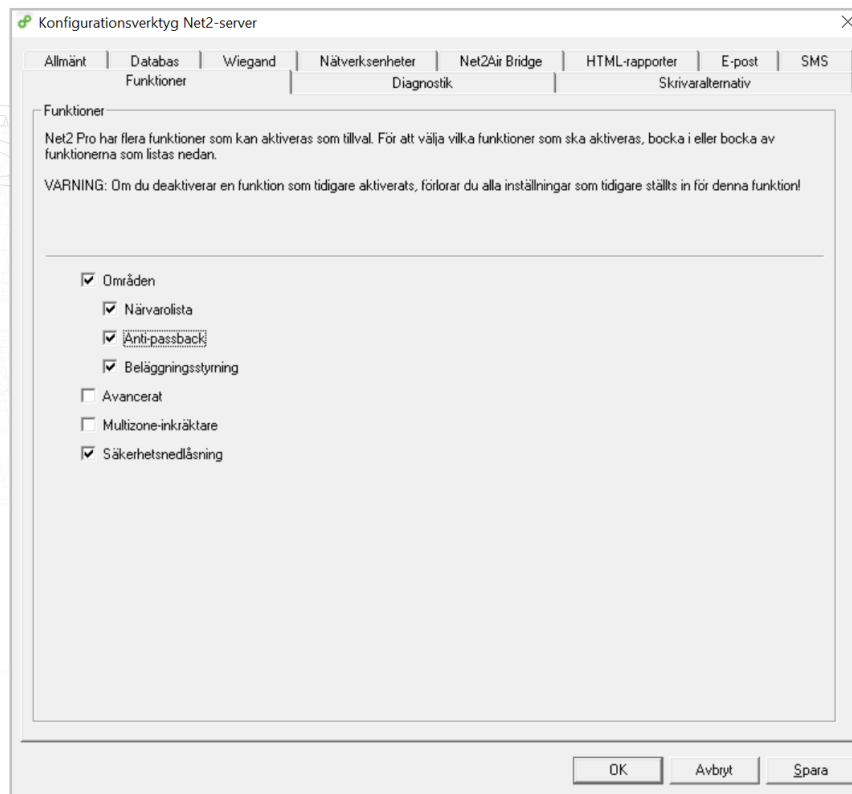 Konfigurationsverktyg Net2-server
Allmänt
Databas
Wiegand
Nätverksenheter
Net2Air Bridge
HTML-rapporter
E-post
SMS
Funktioner
Diagnostik
Skrivaralternativ
Funktioner
Net2 Pro har flera funktioner som kan aktiveras som tillval. För att välja vilka funktioner som ska aktiveras, bocka i eller bocka av
funktionerna som listas nedan.
VARNING: Om du deaktiverar en funktion som tidigare aktiverats, förlorar du alla inställningar som tidigare ställts in för denna funktion!
Områden
Närvarolista
Anti-passback
Beläggningsstyrning
Avancerat
Multizone-inkräktare
Säkerhetsnedlåsning
OK
Avbryt
Spara